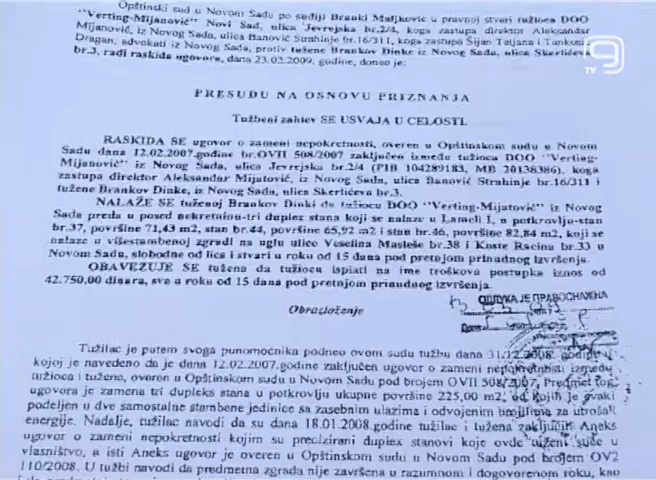 Opštinski sud u Novom Sadu po sudiji Branki Maljković u pravnoj stvari tužioca DOO
"Verting-Mijanović" Novi Sad, ulica Jevrejska br.2/4, koga zastupa direktor Aleksandar
Mijanović, iz Novog Sada, ulica Banović Strahinje br.16/311, koga zastupa Šijan Tatjana i
Dragan, advokati iz Novog Sada, protiv tužene Brankov Dinke iz Novog Sada, ulica Skerlićeva
br.3, radi raskida ugovora, dana 23.02.2009. godine, doneo je:
9
TV
PRESUDU NA OSNOVU PRIZNANJA
Tužbeni zahtev SE USVAJA U CELOSTI.
RASKIDA SE ugovor o zameni nepokretnosti, overen u Opštinskom sudu u Novom
Sadu dana 12.02.2007.godine br.OVII 508/2007 zaključen između tužioca DOO "Verting-
Mijanović" iz Novog Sada, ulica Jevrejska br.2/4 (PIB 104289183, MB 20138386), koga
zastupa direktor Aleksandar Mijatović, iz Novog Sada, ulica Banović Strahinje br.16/311 i
tužene Brankov Dinke, iz Novog Sada, ulica Skerlićeva br.3.
NALAŽE SE tuženoj Brankov Dinki da tužiocu DOO "Verting-Mijatović" iz Novog
Sada preda u posed nekretnine-tri duplex stana koji se nalaze u Lameli I, u potkrovlju-stan
br.37, površine 71,43 m2, stan br.44, površine 65,92 m2 i stan br.46, površine 82,84 m2, koji se
nalaze u višestambenoj zgradi na uglu ulice Veselina Masleše br.38 i Koste Racina br.33 u
Novom Sadu, slobodne od lica i stvari u roku od 15 dana pod pretnjom prinudnog izvršenja.
OBAVEZUJE SE tužena da tužiocu isplati na ime troškova postupka iznos od
42.750,00 dinara, sve u roku od 15 dana pod pretnjom prinudnog izvršenja.
ОДЛУКА ЈЕ ПРАВОСНАЖНА
Obrazloženje
Tužilac je putem svoga punomoćnika podneo ovom sudu tužbu dana 31.12.2008. godine u
kojoj je navedeno da je dana 12.02.2007.godine zaključen ugovor o zameni nepokretnosti između
tužioca i tužene, overen u Opštinskom sudu u Novom Sadu pod brojem OVII 508/2007. Predmet tog
ugovora je zamena tri dupleks stana u potkrovlju ukupne površine 225,00 m2, od kojih je svaki
podeljen u dve samostalne stambene jedinice sa zasebnim ulazima i odvojenim brojilima za utrošak
energije. Nadalje, tužilac navodi da su dana 18.01.2008.godine tužilac i tužena zaključili Aneks
ugovor o zameni nepokretnosti kojim su precizirani duplex stanovi koje ovde tuženi stiče u
vlasništvo, a isti Aneks ugovor je overen u Opštinskom sudu u Novom Sadu pod brojem OV2
110/2008. U tužbi navodi da predmetna zgrada nije završena u razumnom i dogovorenom roku, kao